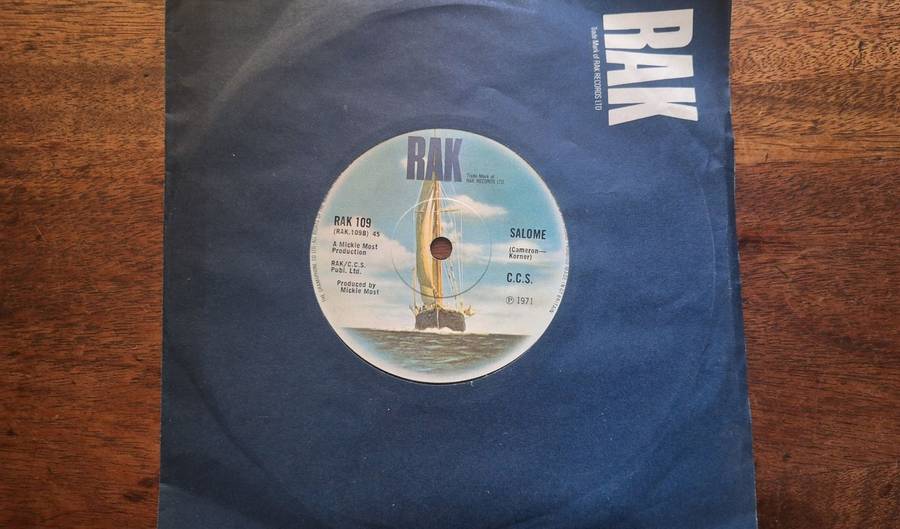 RAK
Trade Mark of RAK RECORDS LTD
RAK
Trade Mark of
RAK RECORDS LTD
RAK 109
(RAK.109B) 45
A Mickie Most
Production
RAK/C.C.S.
Publ. Ltd.
Produced by
Mickie Most
SALOME
(Cameron—
Korner)
C.C.S.
℗ 1971